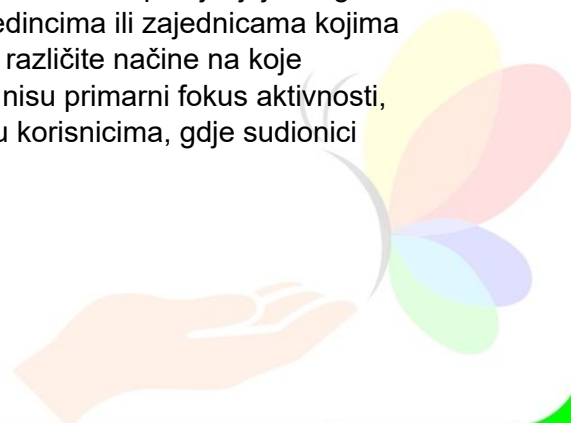 edincima ili zajednicama kojima
različite načine na koje
nisu primarni fokus aktivnosti,
u korisnicima, gdje sudionici